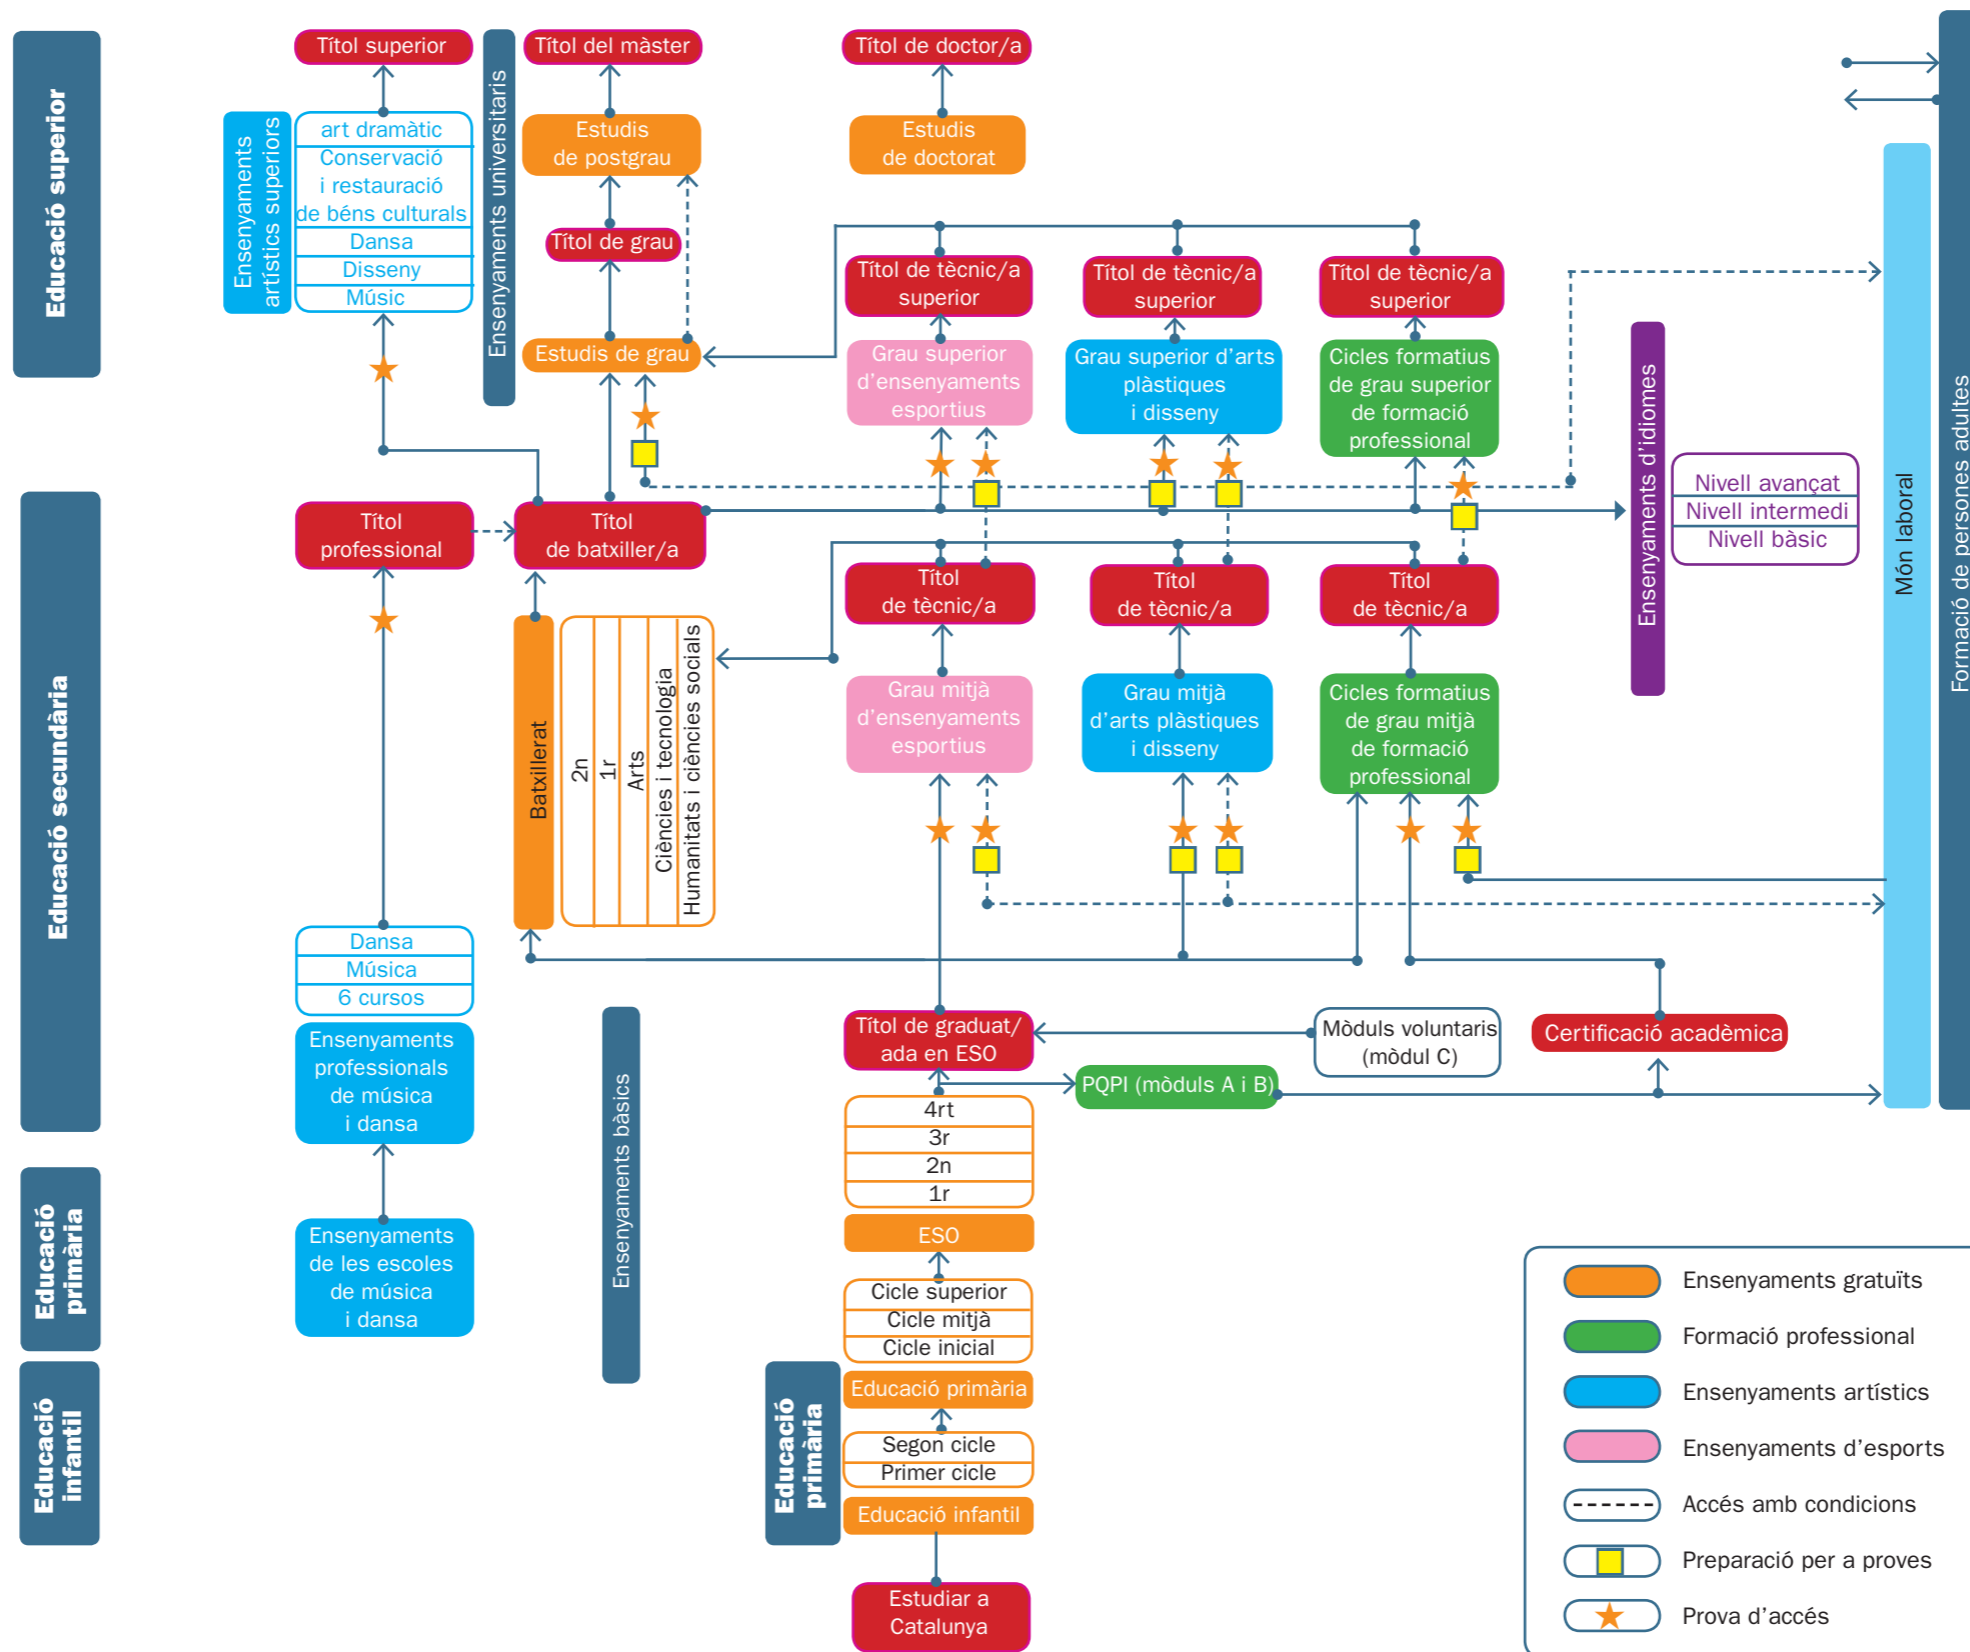 Educació superior
Educació secundària
Educació
primària
Educació
infantil
Títol superior
Ensenyaments
artístics superiors
art dramàtic
Conservació
i restauració
de béns culturals
Dansa
Disseny
Músic
Ensenyaments universitaris
Títol del màster
Estudis
de postgrau
Títol de grau
Estudis de grau
Títol de doctor/a
Estudis
de doctorat
Títol de tècnic/a
superior
Títol de tècnic/a
superior
Títol de tècnic/a
superior
Grau superior
d'ensenyaments
esportius
Grau superior d'arts
plàstiques
i disseny
Cicles formatius
de grau superior
de formació
professional
Ensenyaments d'idiomes
Nivell avançat
Nivell intermedi
Nivell bàsic
Món laboral
Formació de persones adultes
Títol
professional
Títol
de batxiller/a
Títol
de tècnic/a
Títol
de tècnic/a
Títol
de tècnic/a
Batxillerat
2n
1r
Arts
Ciències i tecnologia
Humanitats i ciències socials
Grau mitjà
d'ensenyaments
esportius
Grau mitjà
d'arts plàstiques
i disseny
Cicles formatius
de grau mitjà
de formació
professional
Dansa
Música
6 cursos
Ensenyaments
professionals
de música
i dansa
Ensenyaments
de les escoles
de música
i dansa
Ensenyaments bàsics
Títol de graduat/
ada en ESO
Mòduls voluntaris
(mòdul C)
Certificació acadèmica
PQPI (mòduls A i B)
4rt
3r
2n
1r
ESO
Cicle superior
Cicle mitjà
Cicle inicial
Educació
primària
Educació primària
Segon cicle
Primer cicle
Educació infantil
Estudiar a
Catalunya
Ensenyaments gratuïts
Formació professional
Ensenyaments artístics
Ensenyaments d'esports
Accés amb condicions
Preparació per a proves
Prova d'accés